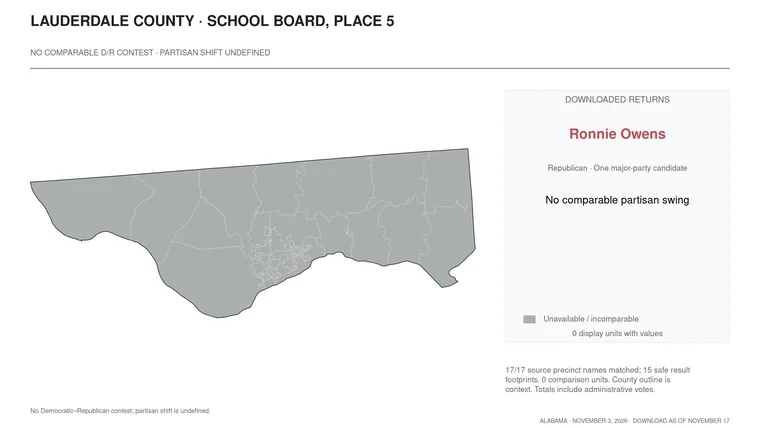 LAUDERDALE COUNTY · SCHOOL BOARD, PLACE 5
NO COMPARABLE D/R CONTEST · PARTISAN SHIFT UNDEFINED
DOWNLOADED RETURNS
Ronnie Owens
Republican · One major-party candidate
No comparable partisan swing
Unavailable / incomparable
0 display units with values
17/17 source precinct names matched; 15 safe result
footprints. 0 comparison units. County outline is
context. Totals include administrative votes.
No Democratic–Republican contest; partisan shift is undefined.
ALABAMA · NOVEMBER 3, 2026 · DOWNLOAD AS OF NOVEMBER 17